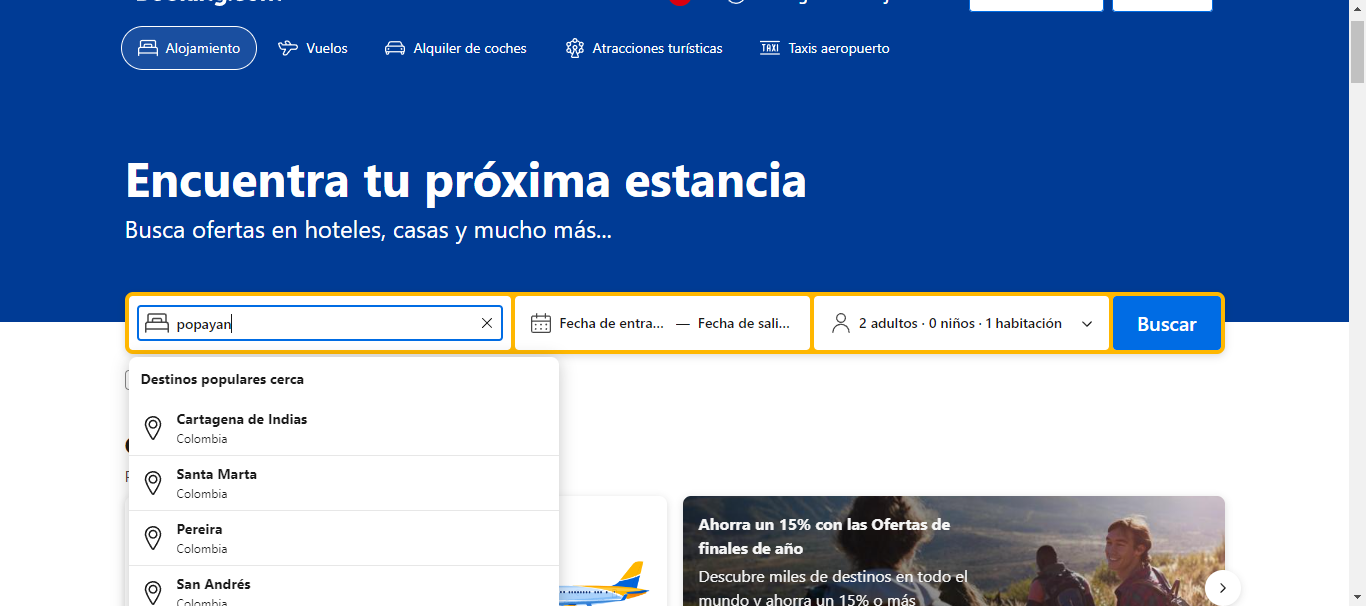 Alojamiento
Vuelos
Alquiler de coches
Atracciones turísticas
TAXI
Taxis aeropuerto
Encuentra tu próxima estancia
Busca ofertas en hoteles, casas y mucho más...
popayan
Fecha de entra... — Fecha de sali...
2 adultos · 0 niños · 1 habitación
Buscar
Destinos populares cerca
Cartagena de Indias
Colombia
Santa Marta
Colombia
Pereira
Colombia
San Andrés
Colombia
Ahorra un 15% con las Ofertas de
finales de año
Descubre miles de destinos en todo el
mundo y ahorra un 15% o más